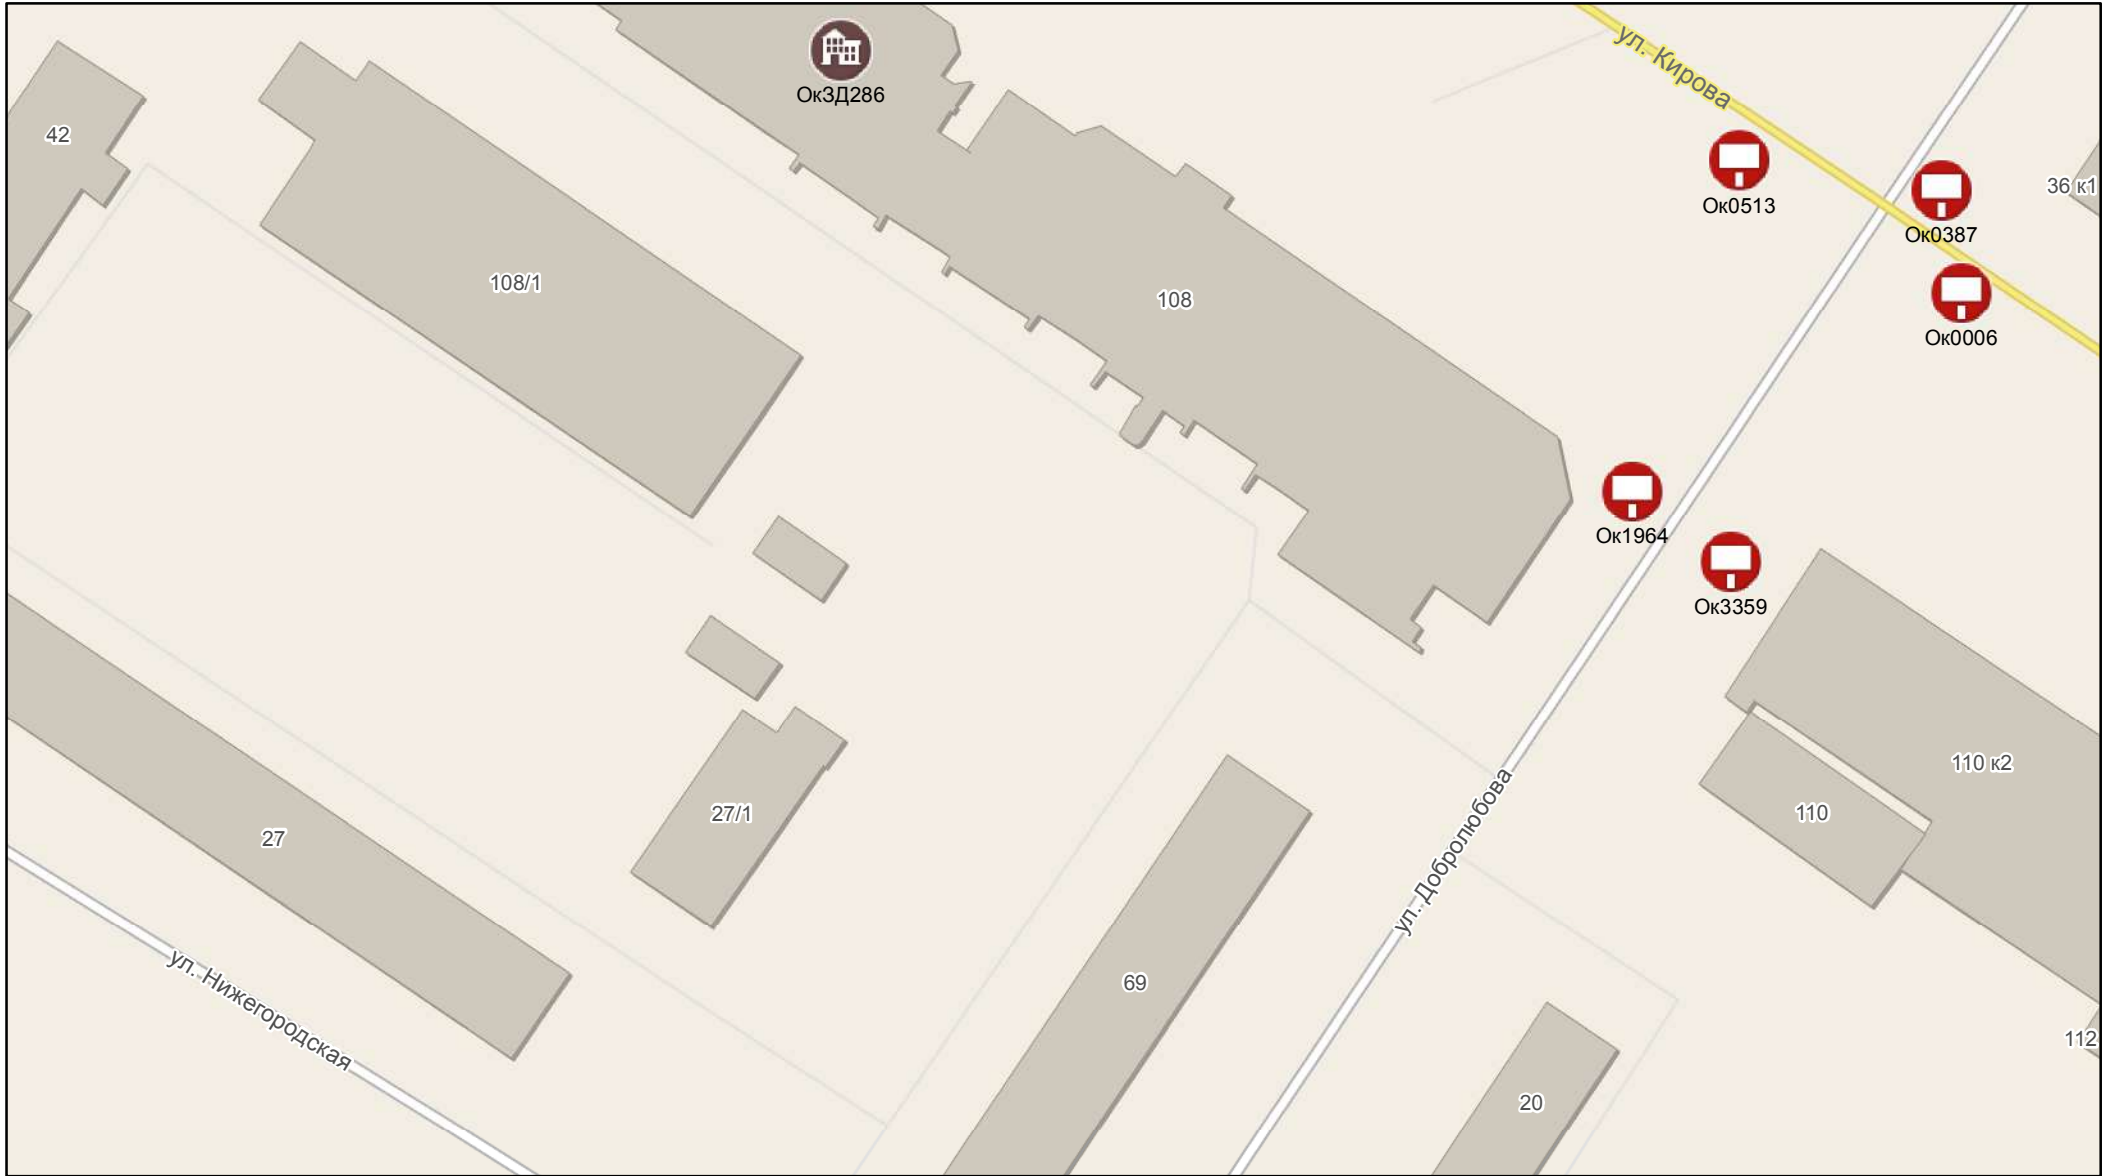 ул. Кирова
ОкЗД286
42
36 к1
Ок0513
Ок0387
108/1
108
Ок0006
Ок1964
Ок3359
110 к2
27/1
110
27
ул. Добролюбова
69
ул. Нижегородская
112
20